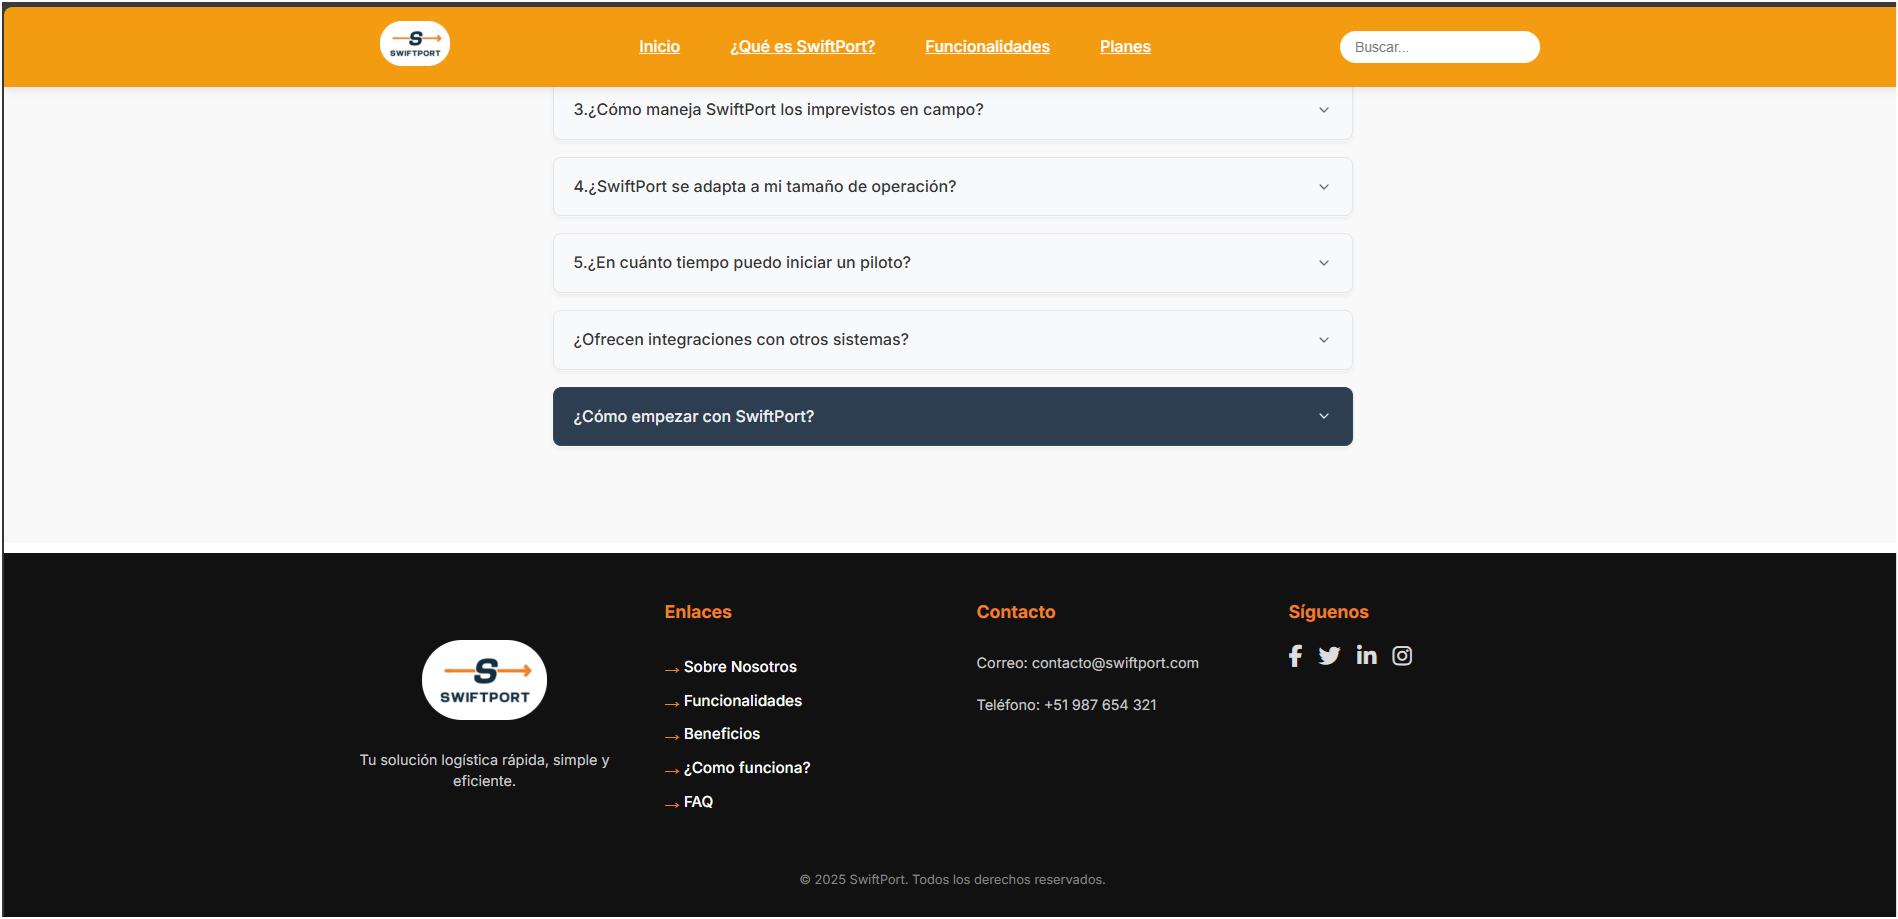 S
SWIFTPORT
Inicio
¿Qué es SwiftPort?
Funcionalidades
Planes
Buscar...
3.¿Cómo maneja SwiftPort los imprevistos en campo?
4.¿SwiftPort se adapta a mi tamaño de operación?
5.¿En cuánto tiempo puedo iniciar un piloto?
¿Ofrecen integraciones con otros sistemas?
¿Cómo empezar con SwiftPort?
S
SWIFTPORT
Tu solución logística rápida, simple y
eficiente.
Enlaces
→ Sobre Nosotros
→ Funcionalidades
→ Beneficios
→ ¿Como funciona?
→ FAQ
Contacto
Correo: contacto@swiftport.com
Teléfono: +51 987 654 321
Síguenos
© 2025 SwiftPort. Todos los derechos reservados.